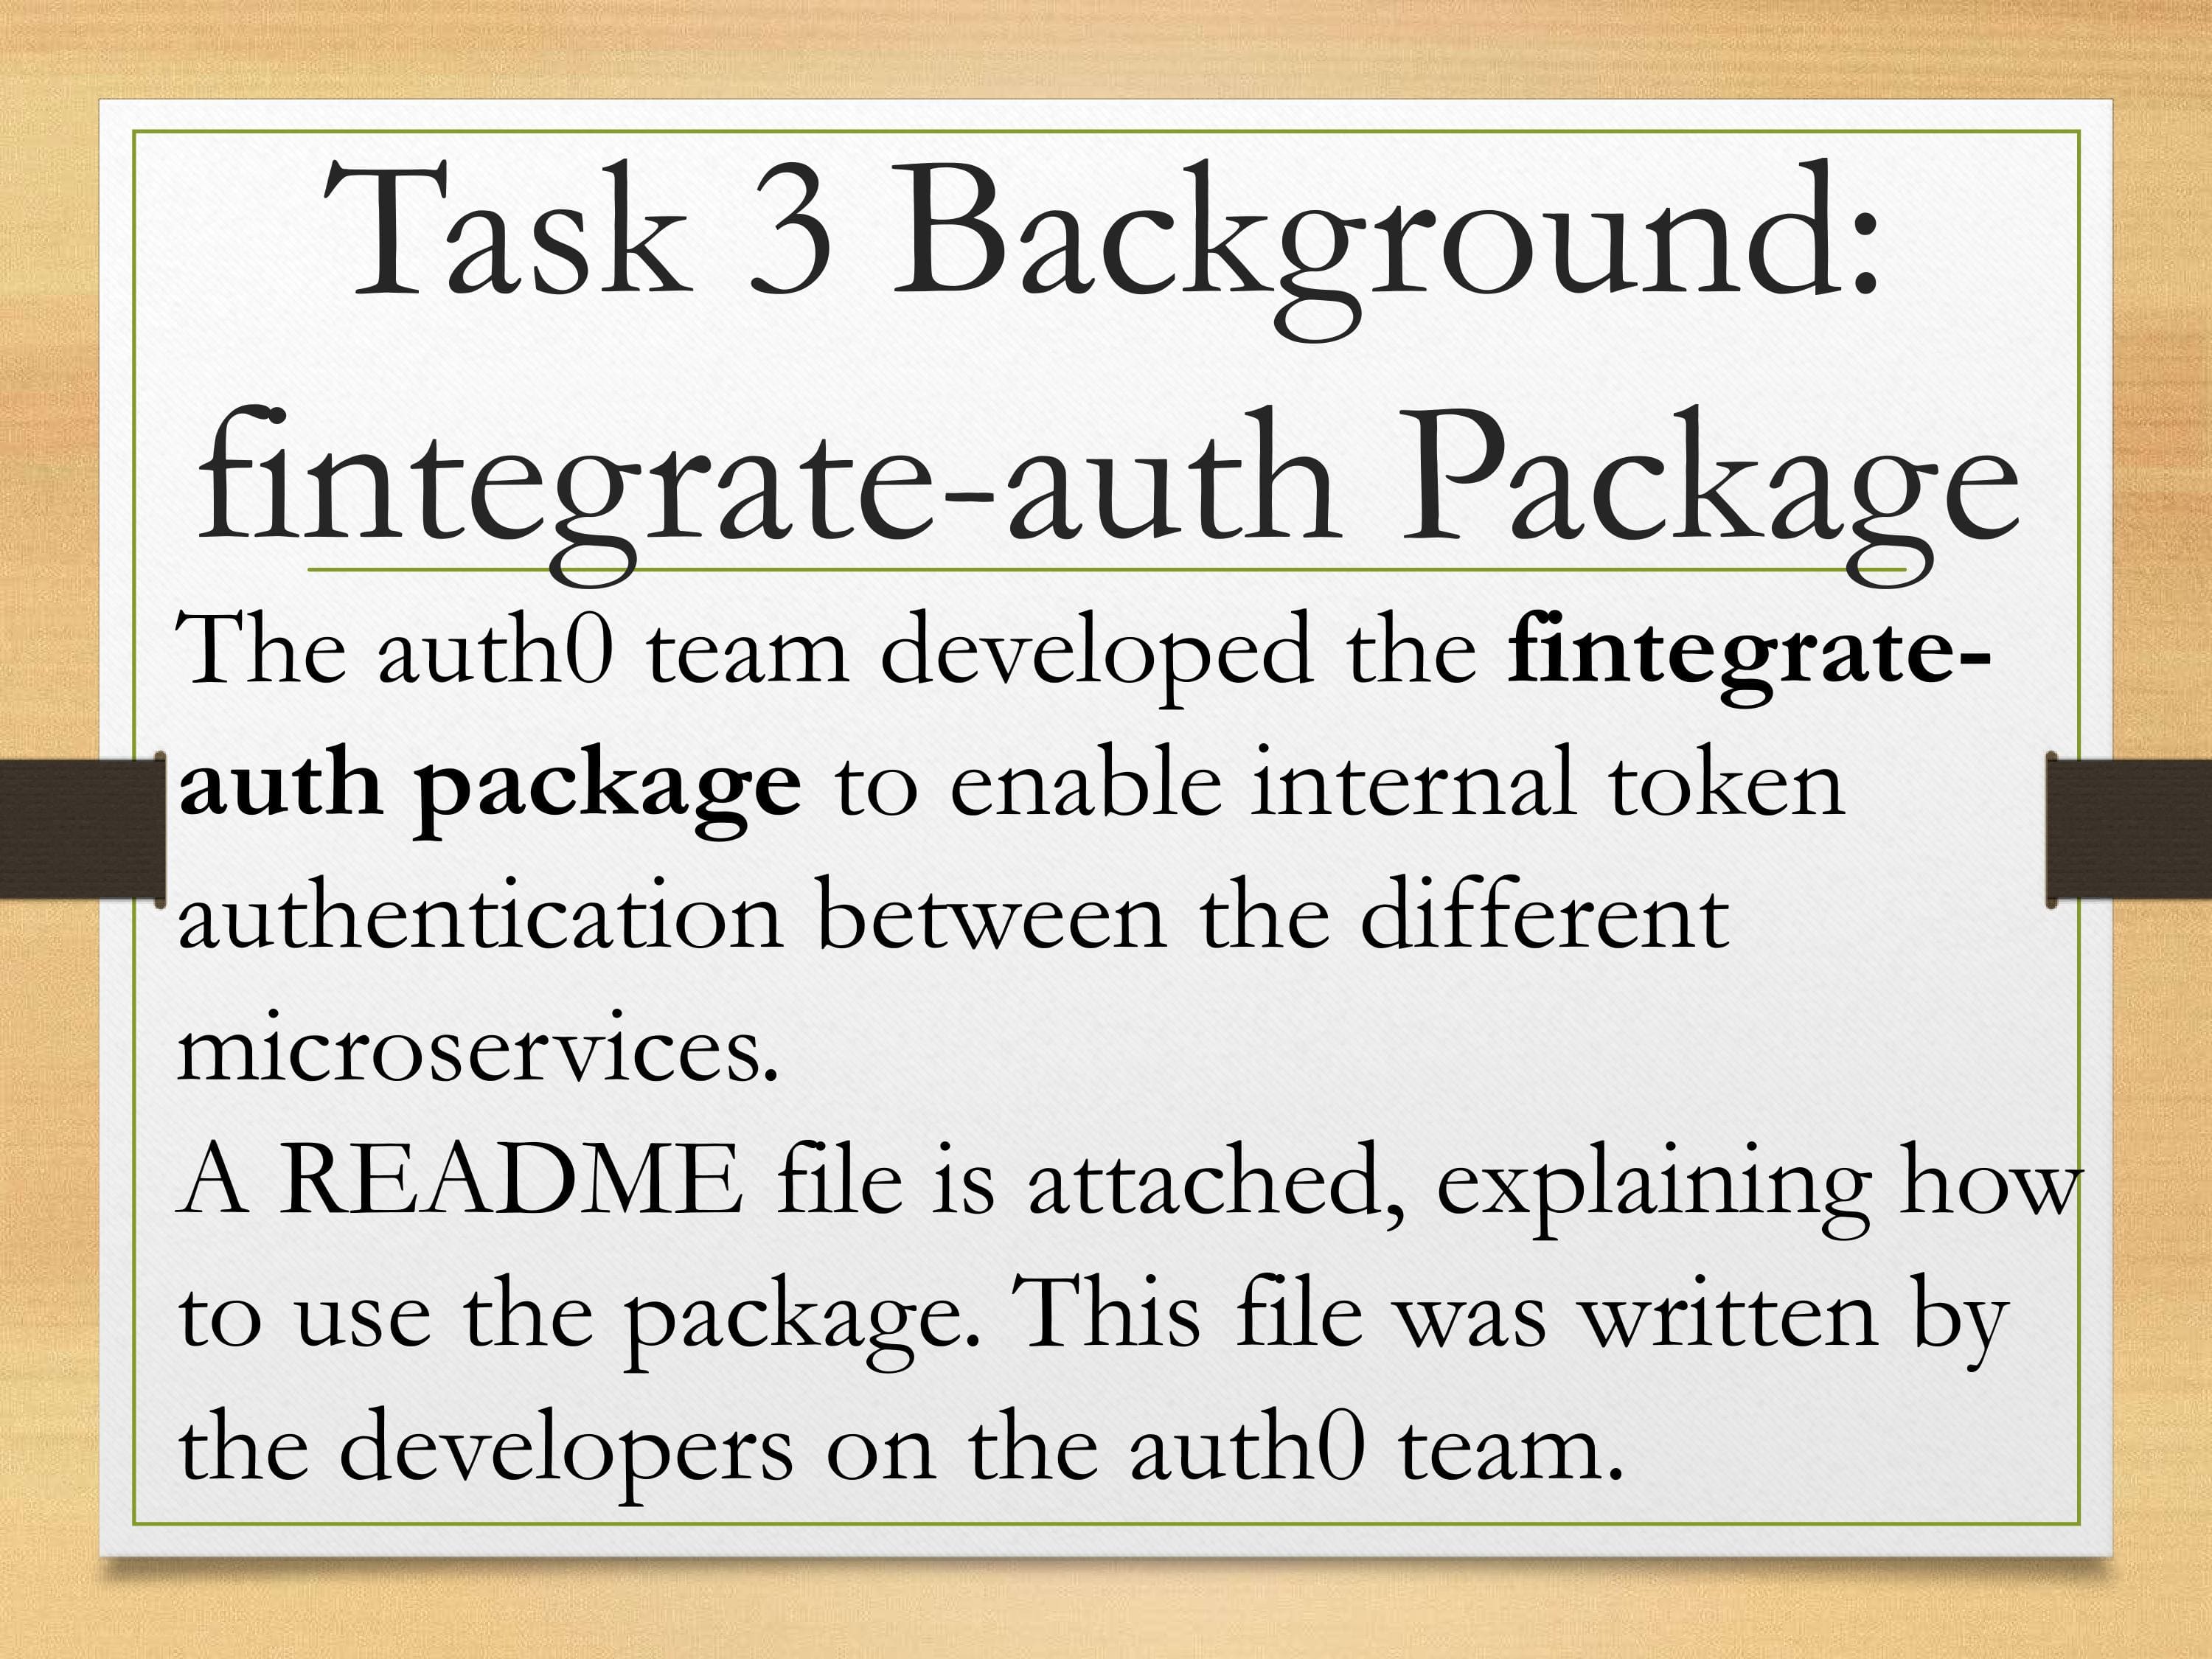 Task 3 Background:
fintegrate-auth Package
The auth0 team developed the fintegrate-
auth package to enable internal token
authentication between the different
microservices.
A README file is attached, explaining how
to use the package. This file was written by
the developers on the auth0 team.